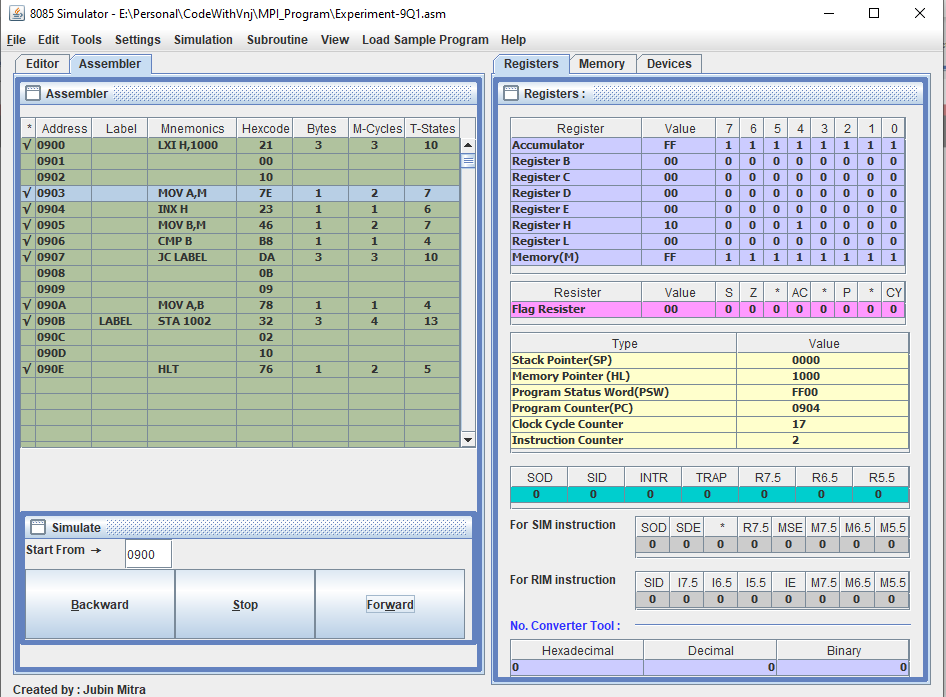 8085 Simulator - E:\Personal\CodeWithVnj\MPI_Program\Experiment-9Q1.asm
File Edit Tools Settings Simulation Subroutine View Load Sample Program Help
Editor Assembler
Assembler
* Address Label Mnemonics Hexcode Bytes M-Cycles T-States
√ 0900 LXI H,1000 21 3 3 10
0901 00
0902 10
√ 0903 MOV A,M 7E 1 2 7
√ 0904 INX H 23 1 1 6
√ 0905 MOV B,M 46 1 2 7
√ 0906 CMP B B8 1 1 4
√ 0907 JC LABEL DA 3 3 10
0908 0B
0909 09
√ 090A MOV A,B 78 1 1 4
√ 090B LABEL STA 1002 32 3 4 13
090C 02
090D 10
√ 090E HLT 76 1 2 5
Simulate
Start From → 0900
Backward Stop Forward
Created by : Jubin Mitra
Registers Memory Devices
Registers :
Register Value 7 6 5 4 3 2 1 0
Accumulator FF 1 1 1 1 1 1 1 1
Register B 00 0 0 0 0 0 0 0 0
Register C 00 0 0 0 0 0 0 0 0
Register D 00 0 0 0 0 0 0 0 0
Register E 00 0 0 0 0 0 0 0 0
Register H 10 0 0 0 1 0 0 0 0
Register L 00 0 0 0 0 0 0 0 0
Memory(M) FF 1 1 1 1 1 1 1 1
Resister Value S Z * AC * P * CY
Flag Resister 00 0 0 0 0 0 0 0 0
Type Value
Stack Pointer(SP) 0000
Memory Pointer (HL) 1000
Program Status Word(PSW) FF00
Program Counter(PC) 0904
Clock Cycle Counter 17
Instruction Counter 2
SOD SID INTR TRAP R7.5 R6.5 R5.5
0 0 0 0 0 0 0
For SIM instruction SOD SDE * R7.5 MSE M7.5 M6.5 M5.5
0 0 0 0 0 0 0 0
For RIM instruction SID I7.5 I6.5 I5.5 IE M7.5 M6.5 M5.5
0 0 0 0 0 0 0 0
No. Converter Tool :
Hexadecimal Decimal Binary
0 0 0